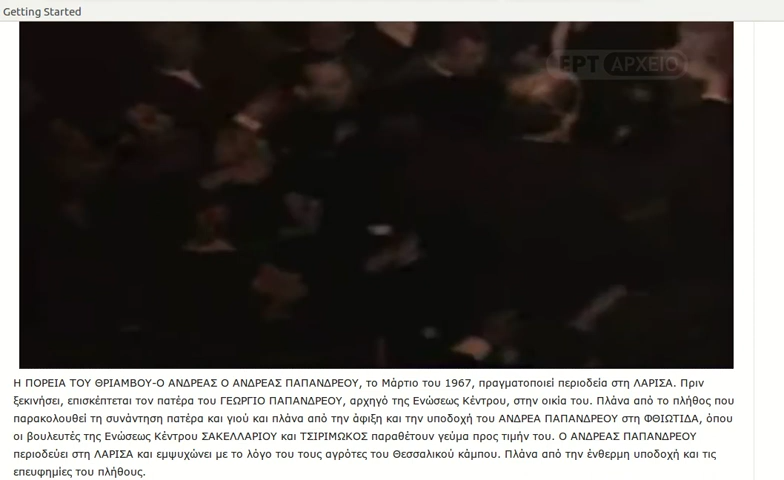 Getting Started
ΕΡΤ ΑΡΧΕΙΟ
Η ΠΟΡΕΙΑ ΤΟΥ ΘΡΙΑΜΒΟΥ-Ο ΑΝΔΡΕΑΣ Ο ΑΝΔΡΕΑΣ ΠΑΠΑΝΔΡΕΟΥ, το Μάρτιο του 1967, πραγματοποιεί περιοδεία στη ΛΑΡΙΣΑ. Πριν
ξεκινήσει, επισκέπτεται τον πατέρα του ΓΕΩΡΓΙΟ ΠΑΠΑΝΔΡΕΟΥ, αρχηγό της Ενώσεως Κέντρου, στην οικία του. Πλάνα από το πλήθος που
παρακολουθεί τη συνάντηση πατέρα και γιού και πλάνα από την άφιξη και την υποδοχή του ΑΝΔΡΕΑ ΠΑΠΑΝΔΡΕΟΥ στη ΦΘΙΩΤΙΔΑ, όπου
οι βουλευτές της Ενώσεως Κέντρου ΣΑΚΕΛΛΑΡΙΟΥ και ΤΣΙΡΙΜΩΚΟΣ παραθέτουν γεύμα προς τιμήν του. Ο ΑΝΔΡΕΑΣ ΠΑΠΑΝΔΡΕΟΥ
περιοδεύει στη ΛΑΡΙΣΑ και εμψυχώνει με το λόγο του τους αγρότες του Θεσσαλικού κάμπου. Πλάνα από την ένθερμη υποδοχή και τις
επευφημίες του πλήθους.